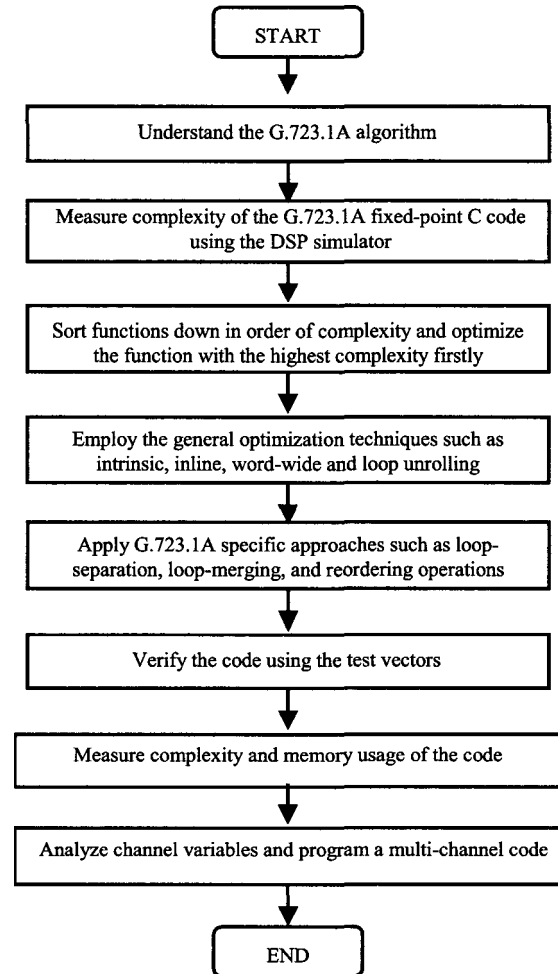 START
Understand the G.723.1A algorithm
Measure complexity of the G.723.1A fixed-point C code
using the DSP simulator
Sort functions down in order of complexity and optimize
the function with the highest complexity firstly
Employ the general optimization techniques such as
intrinsic, inline, word-wide and loop unrolling
Apply G.723.1A specific approaches such as loop-
separation, loop-merging, and reordering operations
Verify the code using the test vectors
Measure complexity and memory usage of the code
Analyze channel variables and program a multi-channel code
END